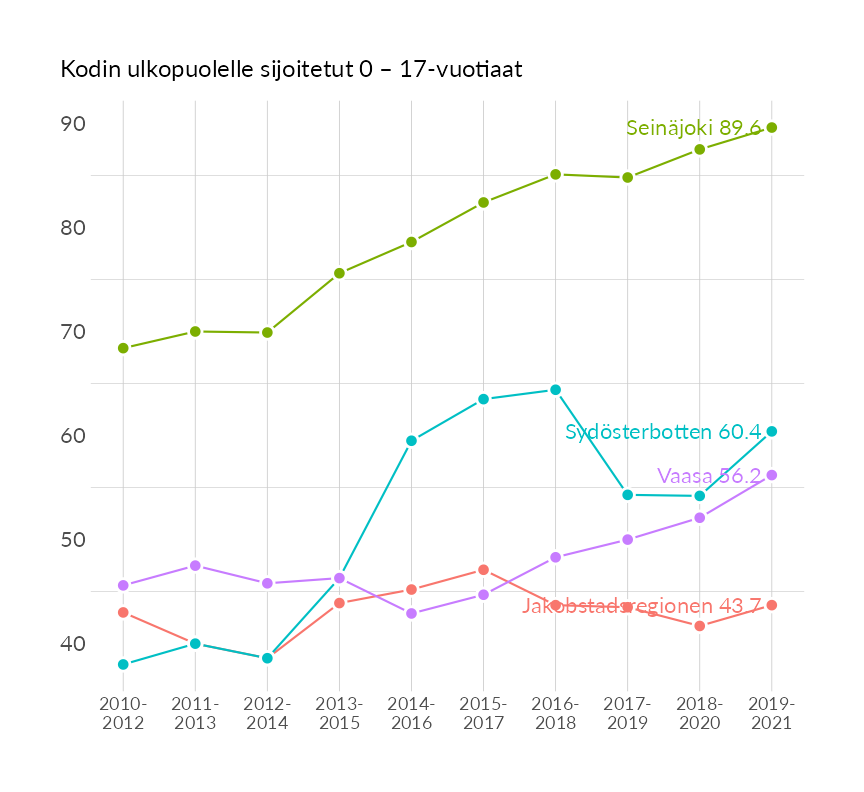 Kodin ulkopuolelle sijoitetut 0 – 17-vuotiaat
90
Seinäjoki 89.6
80
70
60
Sydösterbotten 60.4
Vaasa 56.2
50
Jakobstadsregionen 43.7
40
2010- 2011- 2012- 2013- 2014- 2015- 2016- 2017- 2018- 2019-
2012 2013 2014 2015 2016 2017 2018 2019 2020 2021